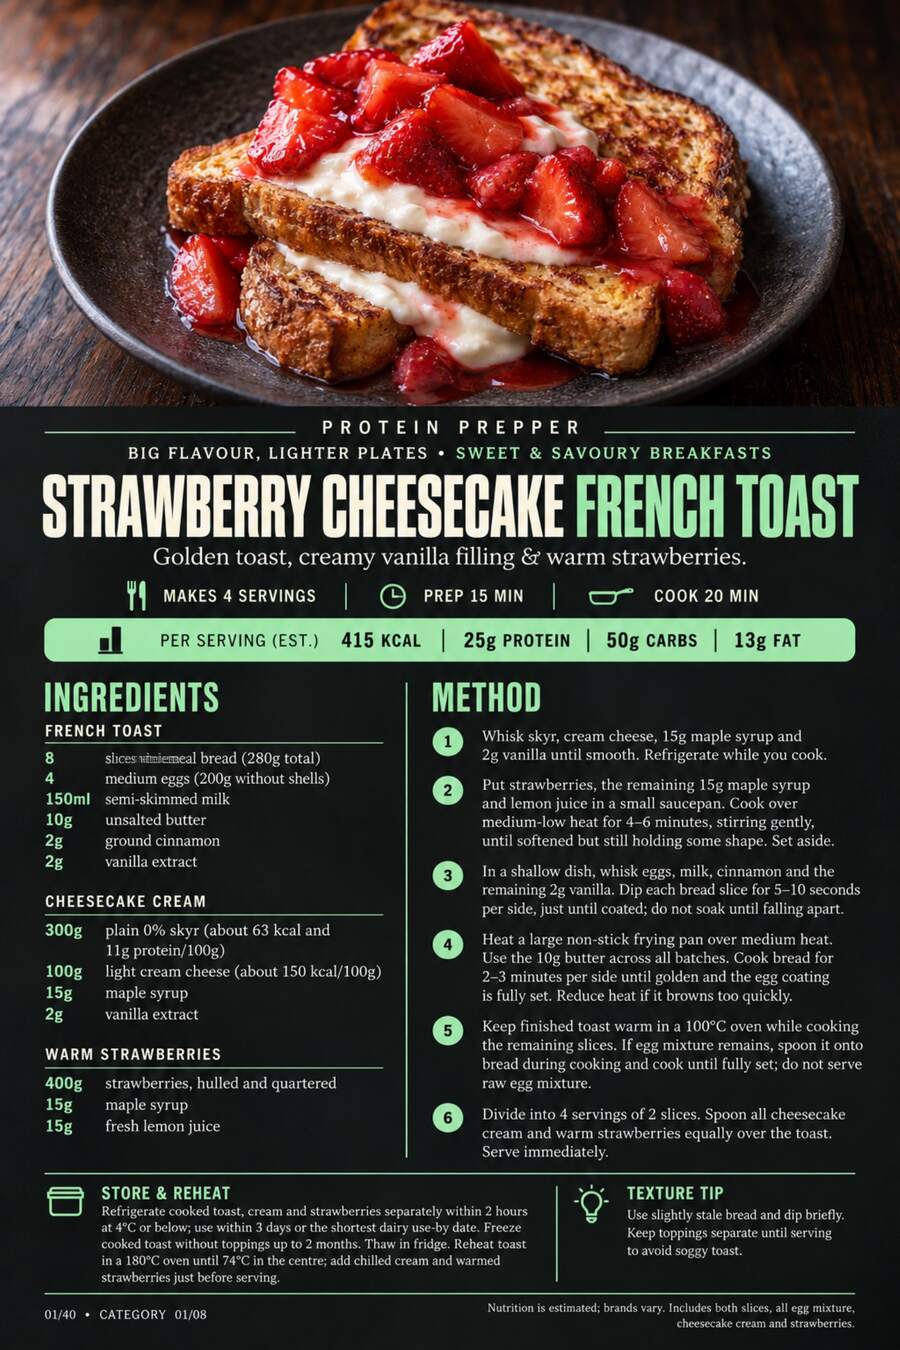 PROTEIN PREPPER
BIG FLAVOUR, LIGHTER PLATES • SWEET & SAVOURY BREAKFASTS
STRAWBERRY CHEESECAKE FRENCH TOAST
Golden toast, creamy vanilla filling & warm strawberries.
MAKES 4 SERVINGS | PREP 15 MIN | COOK 20 MIN
PER SERVING (EST.) 415 KCAL | 25g PROTEIN | 50g CARBS | 13g FAT
INGREDIENTS
FRENCH TOAST
8 slices bread (280g total)
4 medium eggs (200g without shells)
150ml semi-skimmed milk
10g unsalted butter
2g ground cinnamon
2g vanilla extract
CHEESECAKE CREAM
300g plain 0% skyr (about 63 kcal and
11g protein/100g)
100g light cream cheese (about 150 kcal/100g)
15g maple syrup
2g vanilla extract
WARM STRAWBERRIES
400g strawberries, hulled and quartered
15g maple syrup
15g fresh lemon juice
METHOD
1 Whisk skyr, cream cheese, 15g maple syrup and
2g vanilla until smooth. Refrigerate while you cook.
2 Put strawberries, the remaining 15g maple syrup
and lemon juice in a small saucepan. Cook over
medium-low heat for 4–6 minutes, stirring gently,
until softened but still holding some shape. Set aside.
3 In a shallow dish, whisk eggs, milk, cinnamon and the
remaining 2g vanilla. Dip each bread slice for 5–10 seconds
per side, just until coated; do not soak until falling apart.
4 Heat a large non-stick frying pan over medium heat.
Use the 10g butter across all batches. Cook bread for
2–3 minutes per side until golden and the egg coating
is fully set. Reduce heat if it browns too quickly.
5 Keep finished toast warm in a 100°C oven while cooking
the remaining slices. If egg mixture remains, spoon it onto
bread during cooking and cook until fully set; do not serve
raw egg mixture.
6 Divide into 4 servings of 2 slices. Spoon all cheesecake
cream and warm strawberries equally over the toast.
Serve immediately.
STORE & REHEAT
Refrigerate cooked toast, cream and strawberries separately within 2 hours
at 4°C or below; use within 3 days or the shortest dairy use-by date. Freeze
cooked toast without toppings up to 2 months. Thaw in fridge. Reheat toast
in a 180°C oven until 74°C in the centre; add chilled cream and warmed
strawberries just before serving.
TEXTURE TIP
Use slightly stale bread and dip briefly.
Keep toppings separate until serving
to avoid soggy toast.
01/40 • CATEGORY 01/08
Nutrition is estimated; brands vary. Includes both slices, all egg mixture,
cheesecake cream and strawberries.